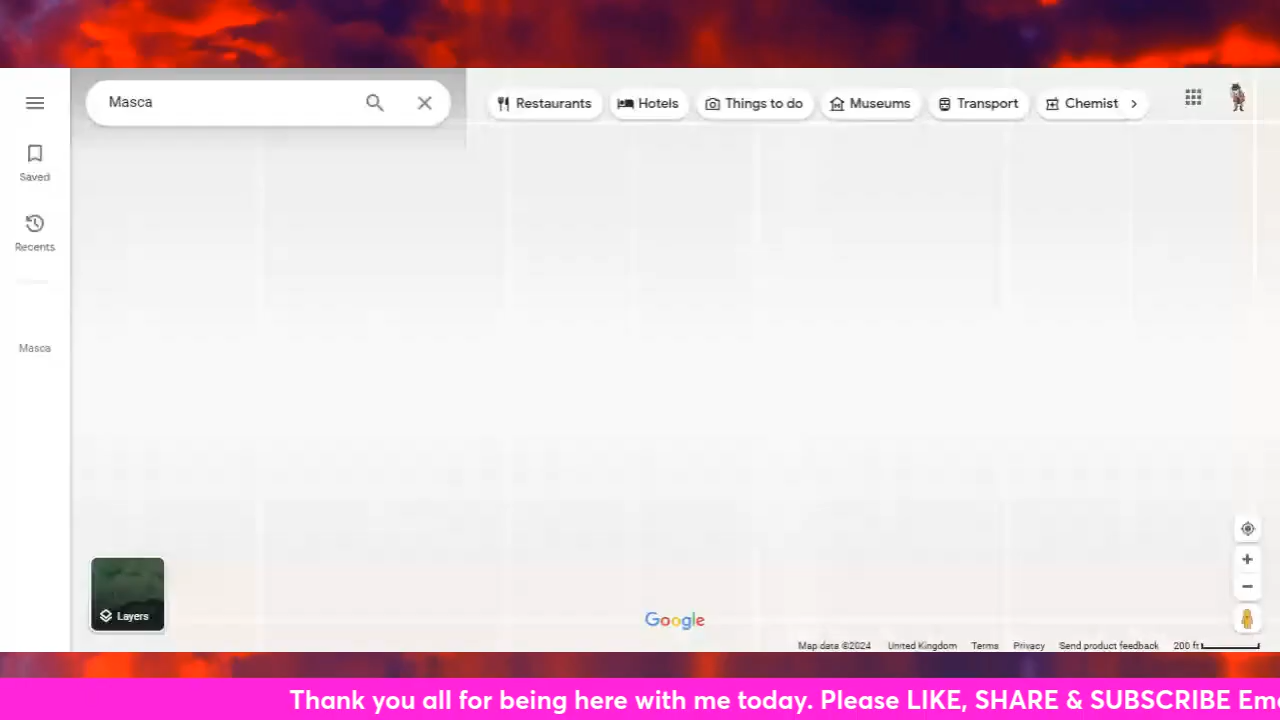 Masca
Restaurants
Hotels
Things to do
Museums
Transport
Chemist
Saved
Recents
Masca
Layers
Google
Map data ©2024 United Kingdom Terms Privacy Send product feedback 200 ft
Thank you all for being here with me today. Please LIKE, SHARE & SUBSCRIBE